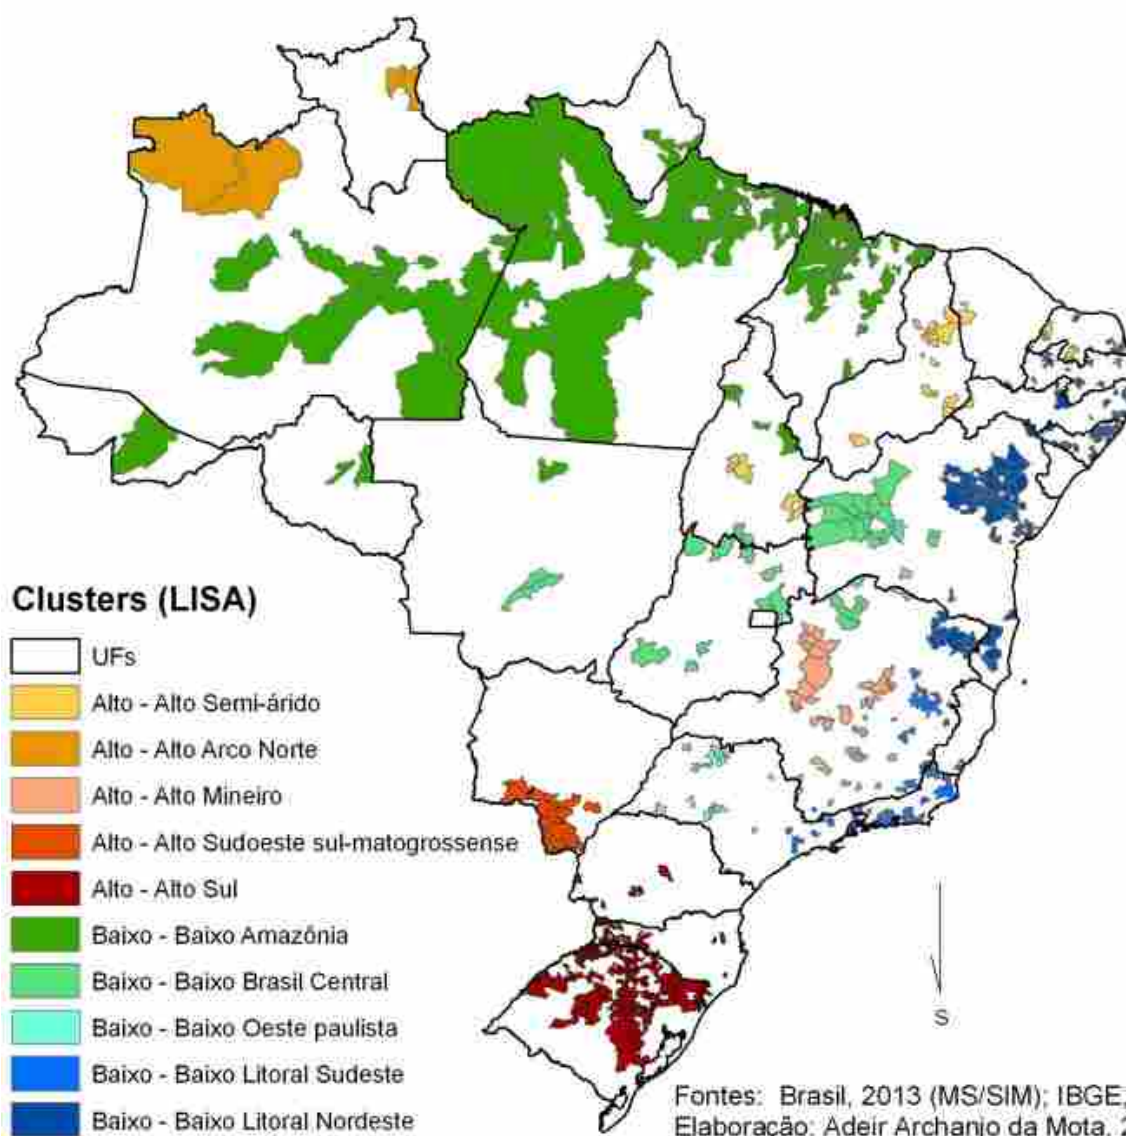 Clusters (LISA)
UFs
Alto - Alto Semi-árido
Alto - Alto Arco Norte
Alto - Alto Mineiro
Alto - Alto Sudoeste sul-matogrossense
Alto - Alto Sul
Baixo - Baixo Amazônia
Baixo - Baixo Brasil Central
Baixo - Baixo Oeste paulista
Baixo - Baixo Litoral Sudeste
Baixo - Baixo Litoral Nordeste
S
Fontes: Brasil, 2013 (MS/SIM); IBGE,
Elaboração: Adeir Archanjo da Mota, 2